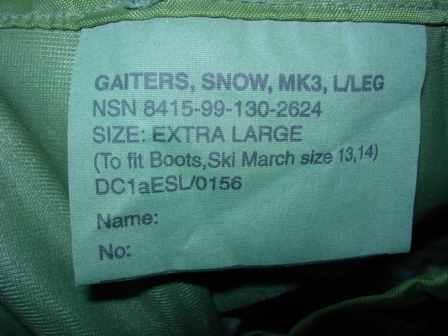 GAITERS, SNOW, MK3, L/LEG
NSN 8415-99-130-2624
SIZE: EXTRA LARGE
(To fit Boots,Ski March size 13,14)
DC1aESL/0156
Name:
No: